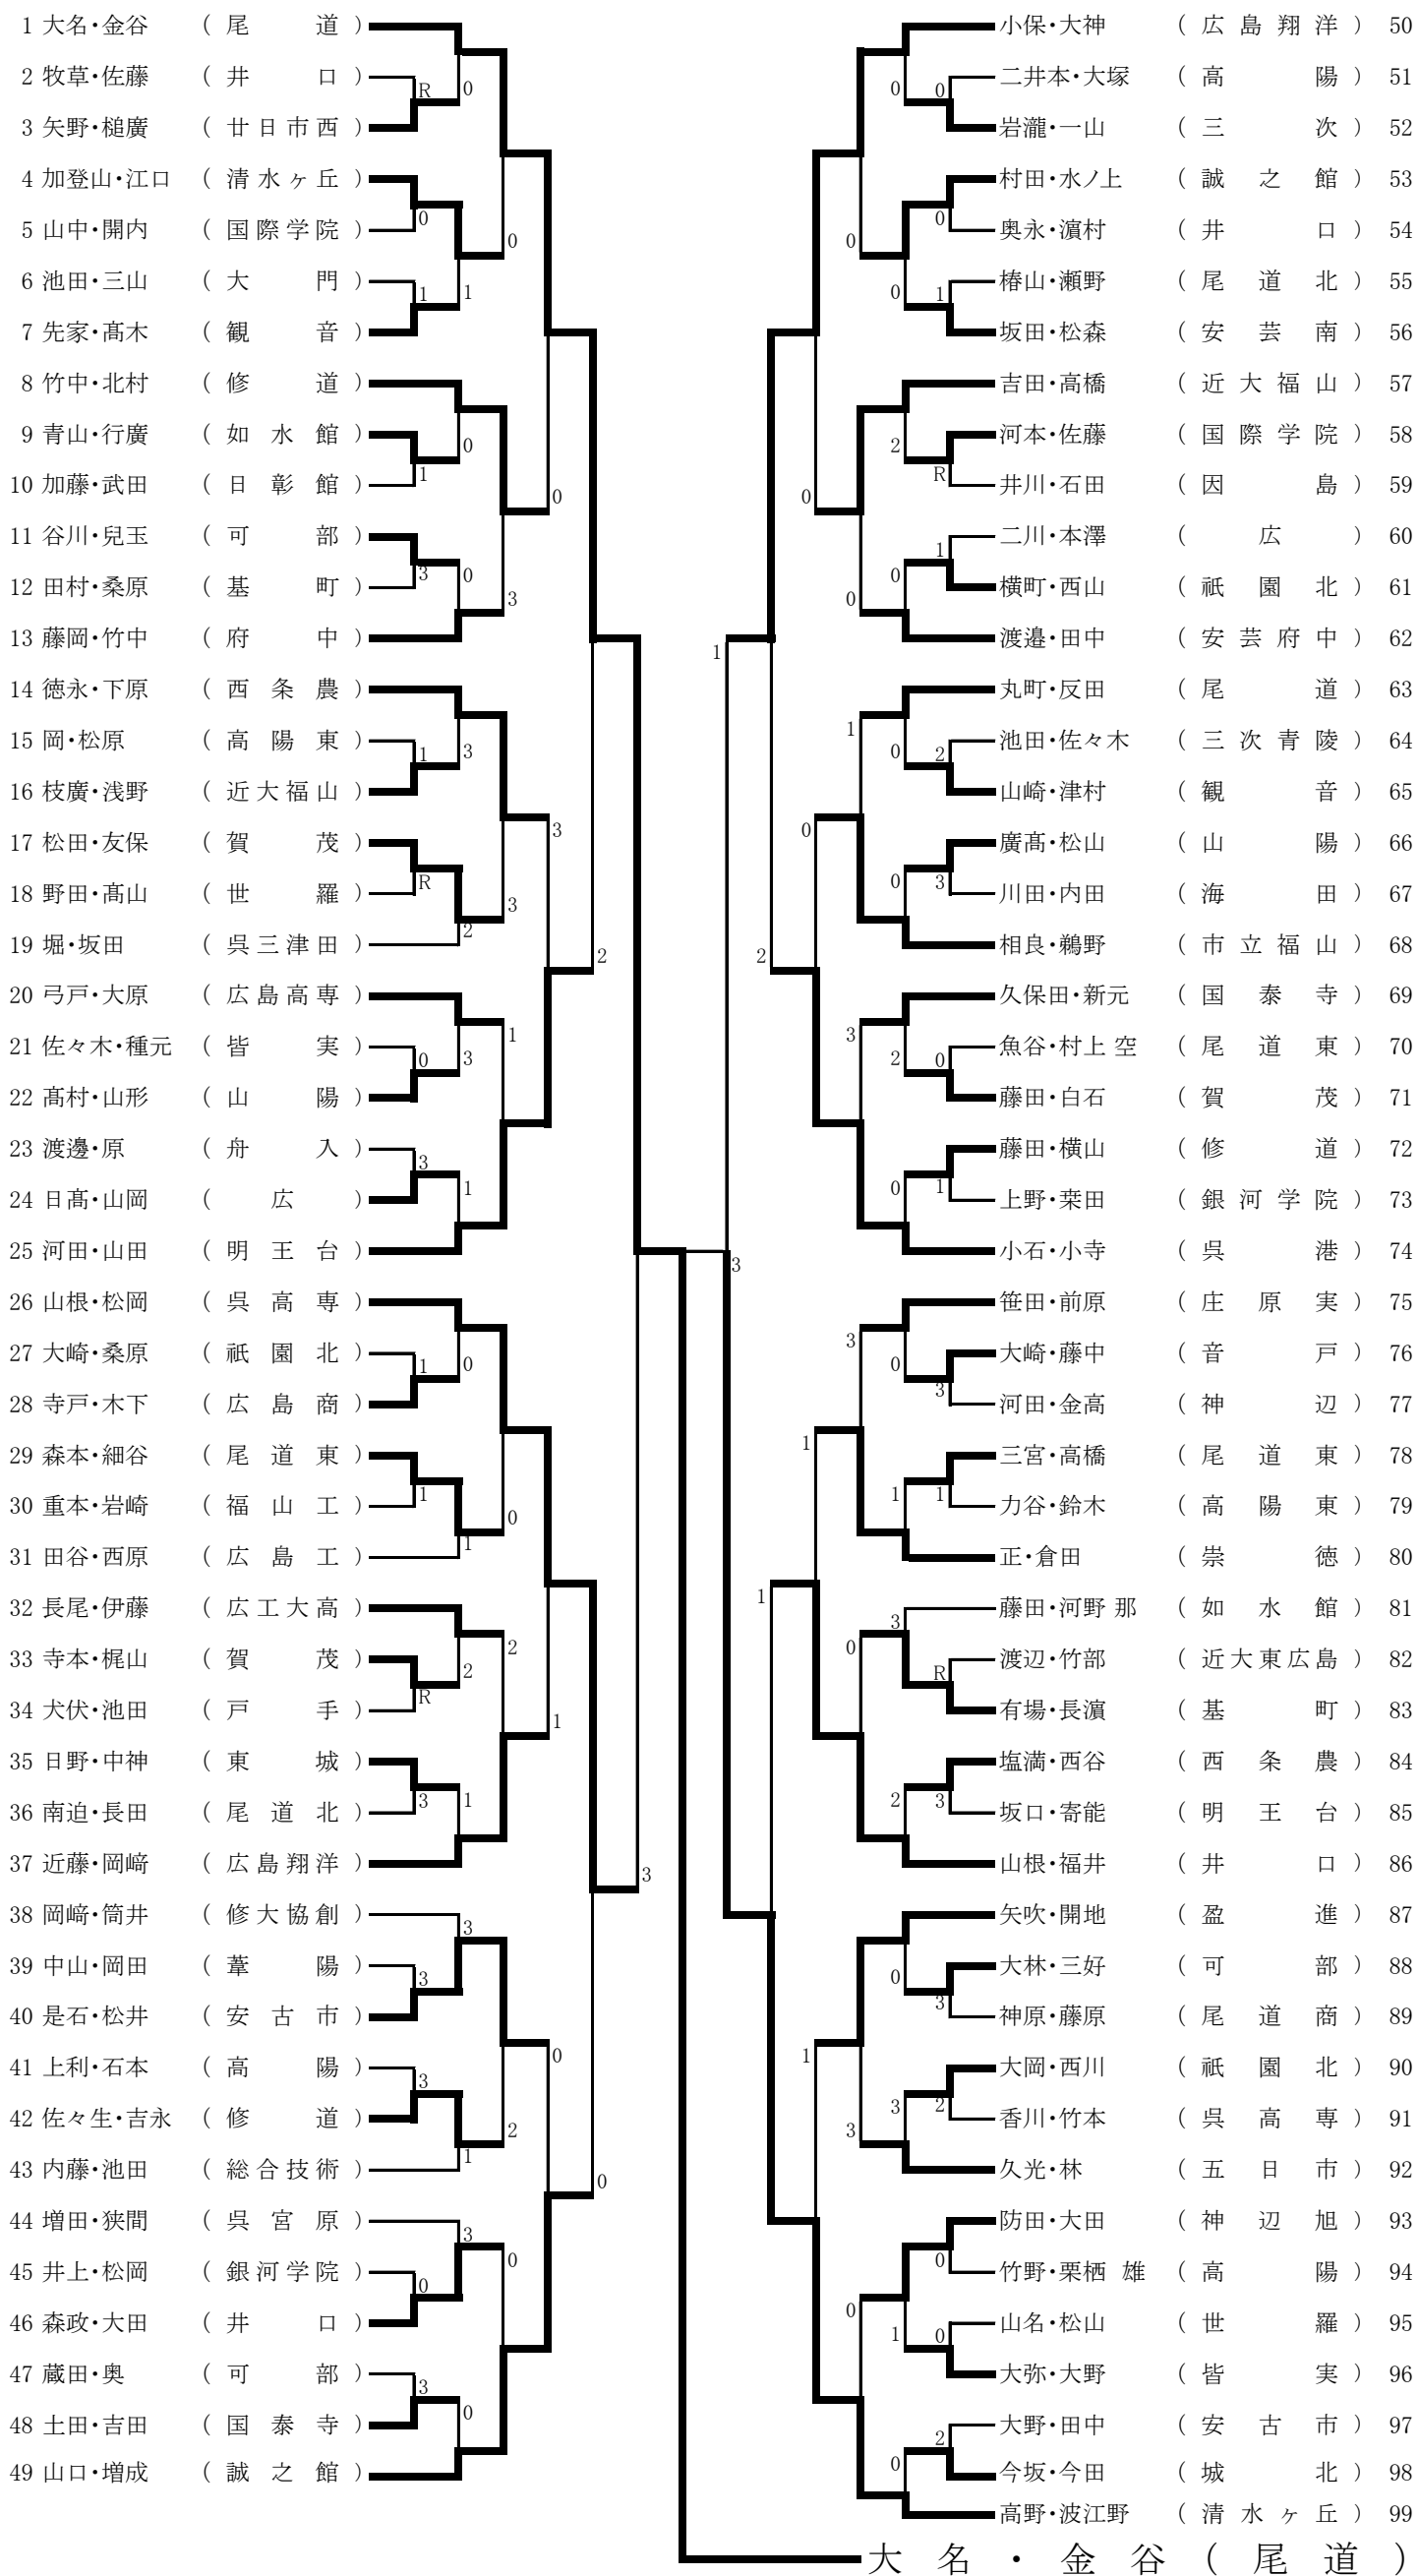 1 大名・金谷 ( 尾 道 )
2 牧草・佐藤 ( 井 口 )
3 矢野・槌廣 ( 廿日市西 )
4 加登山・江口 ( 清水ヶ丘 )
5 山中・開内 ( 国際学院 )
6 池田・三山 ( 大 門 )
7 先家・髙木 ( 観 音 )
8 竹中・北村 ( 修 道 )
9 青山・行廣 ( 如 水 館 )
10 加藤・武田 ( 日 彰 館 )
11 谷川・兒玉 ( 可 部 )
12 田村・桑原 ( 基 町 )
13 藤岡・竹中 ( 府 中 )
14 徳永・下原 ( 西 条 農 )
15 岡・松原 ( 高 陽 東 )
16 枝廣・浅野 ( 近大福山 )
17 松田・友保 ( 賀 茂 )
18 野田・髙山 ( 世 羅 )
19 堀・坂田 ( 呉三津田 )
20 弓戸・大原 ( 広島高専 )
21 佐々木・種元 ( 皆 実 )
22 髙村・山形 ( 山 陽 )
23 渡邊・原 ( 舟 入 )
24 日髙・山岡 ( 広 )
25 河田・山田 ( 明 王 台 )
26 山根・松岡 ( 呉 高 専 )
27 大崎・桑原 ( 祇 園 北 )
28 寺戸・木下 ( 広 島 商 )
29 森本・細谷 ( 尾 道 東 )
30 重本・岩崎 ( 福 山 工 )
31 田谷・西原 ( 広 島 工 )
32 長尾・伊藤 ( 広工大高 )
33 寺本・梶山 ( 賀 茂 )
34 犬伏・池田 ( 戸 手 )
35 日野・中神 ( 東 城 )
36 南迫・長田 ( 尾 道 北 )
37 近藤・岡﨑 ( 広島翔洋 )
38 岡﨑・筒井 ( 修大協創 )
39 中山・岡田 ( 葦 陽 )
40 是石・松井 ( 安 古 市 )
41 上利・石本 ( 高 陽 )
42 佐々生・吉永 ( 修 道 )
43 内藤・池田 ( 総合技術 )
44 増田・狭間 ( 呉 宮 原 )
45 井上・松岡 ( 銀河学院 )
46 森政・大田 ( 井 口 )
47 蔵田・奥 ( 可 部 )
48 土田・吉田 ( 国 泰 寺 )
49 山口・増成 ( 誠 之 館 )
小保・大神 ( 広島翔洋 ) 50
二井本・大塚 ( 高 陽 ) 51
岩瀧・一山 ( 三 次 ) 52
村田・水ノ上 ( 誠 之 館 ) 53
奥永・濵村 ( 井 口 ) 54
椿山・瀬野 ( 尾 道 北 ) 55
坂田・松森 ( 安 芸 南 ) 56
吉田・高橋 ( 近大福山 ) 57
河本・佐藤 ( 国際学院 ) 58
井川・石田 ( 因 島 ) 59
二川・本澤 ( 広 ) 60
横町・西山 ( 祇 園 北 ) 61
渡邉・田中 ( 安芸府中 ) 62
丸町・反田 ( 尾 道 ) 63
池田・佐々木 ( 三次青陵 ) 64
山崎・津村 ( 観 音 ) 65
廣髙・松山 ( 山 陽 ) 66
川田・内田 ( 海 田 ) 67
相良・鵜野 ( 市立福山 ) 68
久保田・新元 ( 国 泰 寺 ) 69
魚谷・村上 空 ( 尾 道 東 ) 70
藤田・白石 ( 賀 茂 ) 71
藤田・横山 ( 修 道 ) 72
上野・栞田 ( 銀河学院 ) 73
小石・小寺 ( 呉 港 ) 74
笹田・前原 ( 庄 原 実 ) 75
大崎・藤中 ( 音 戸 ) 76
河田・金高 ( 神 辺 ) 77
三宮・高橋 ( 尾 道 東 ) 78
力谷・鈴木 ( 高 陽 東 ) 79
正・倉田 ( 崇 徳 ) 80
藤田・河野 那 ( 如 水 館 ) 81
渡辺・竹部 ( 近大東広島 ) 82
有場・長濵 ( 基 町 ) 83
塩満・西谷 ( 西 条 農 ) 84
坂口・寄能 ( 明 王 台 ) 85
山根・福井 ( 井 口 ) 86
矢吹・開地 ( 盈 進 ) 87
大林・三好 ( 可 部 ) 88
神原・藤原 ( 尾 道 商 ) 89
大岡・西川 ( 祇 園 北 ) 90
香川・竹本 ( 呉 高 専 ) 91
久光・林 ( 五 日 市 ) 92
防田・大田 ( 神 辺 旭 ) 93
竹野・栗栖 雄 ( 高 陽 ) 94
山名・松山 ( 世 羅 ) 95
大弥・大野 ( 皆 実 ) 96
大野・田中 ( 安 古 市 ) 97
今坂・今田 ( 城 北 ) 98
高野・波江野 ( 清水ヶ丘 ) 99
大 名 ・ 金 谷 ( 尾 道 )